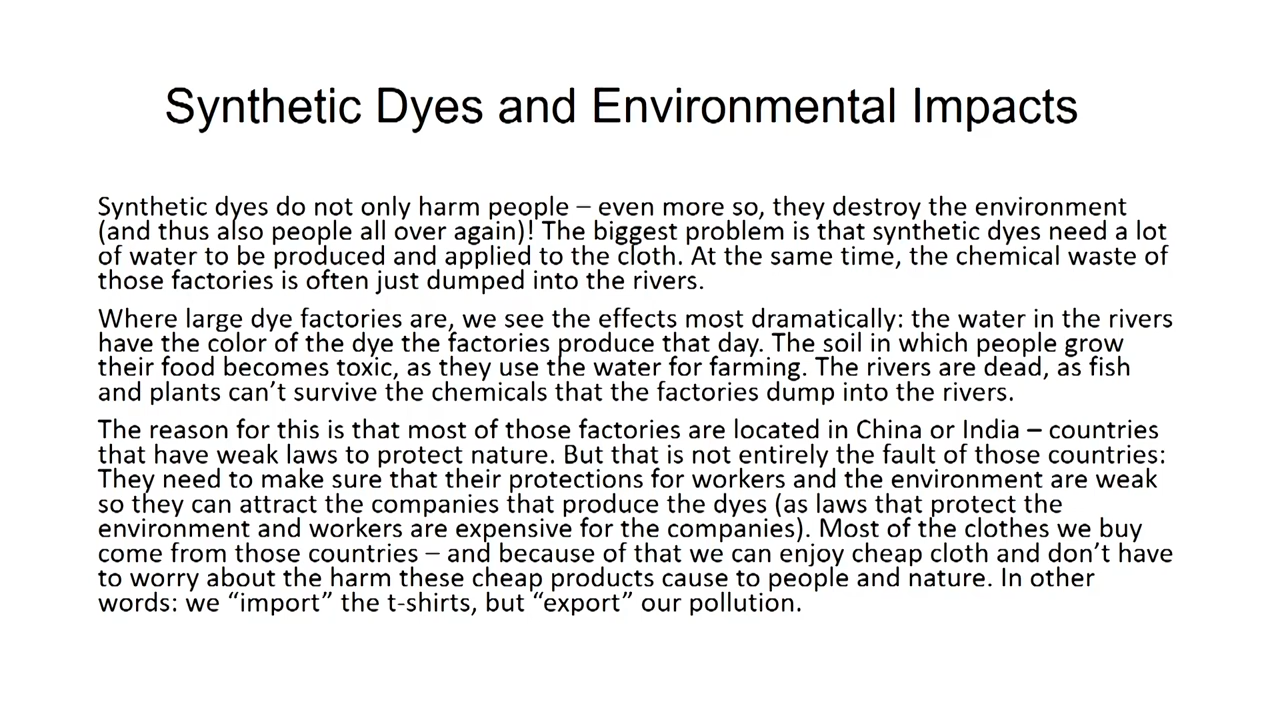 Synthetic Dyes and Environmental Impacts
Synthetic dyes do not only harm people – even more so, they destroy the environment
(and thus also people all over again)! The biggest problem is that synthetic dyes need a lot
of water to be produced and applied to the cloth. At the same time, the chemical waste of
those factories is often just dumped into the rivers.
Where large dye factories are, we see the effects most dramatically: the water in the rivers
have the color of the dye the factories produce that day. The soil in which people grow
their food becomes toxic, as they use the water for farming. The rivers are dead, as fish
and plants can’t survive the chemicals that the factories dump into the rivers.
The reason for this is that most of those factories are located in China or India – countries
that have weak laws to protect nature. But that is not entirely the fault of those countries:
They need to make sure that their protections for workers and the environment are weak
so they can attract the companies that produce the dyes (as laws that protect the
environment and workers are expensive for the companies). Most of the clothes we buy
come from those countries – and because of that we can enjoy cheap cloth and don’t have
to worry about the harm these cheap products cause to people and nature. In other
words: we “import” the t-shirts, but “export” our pollution.